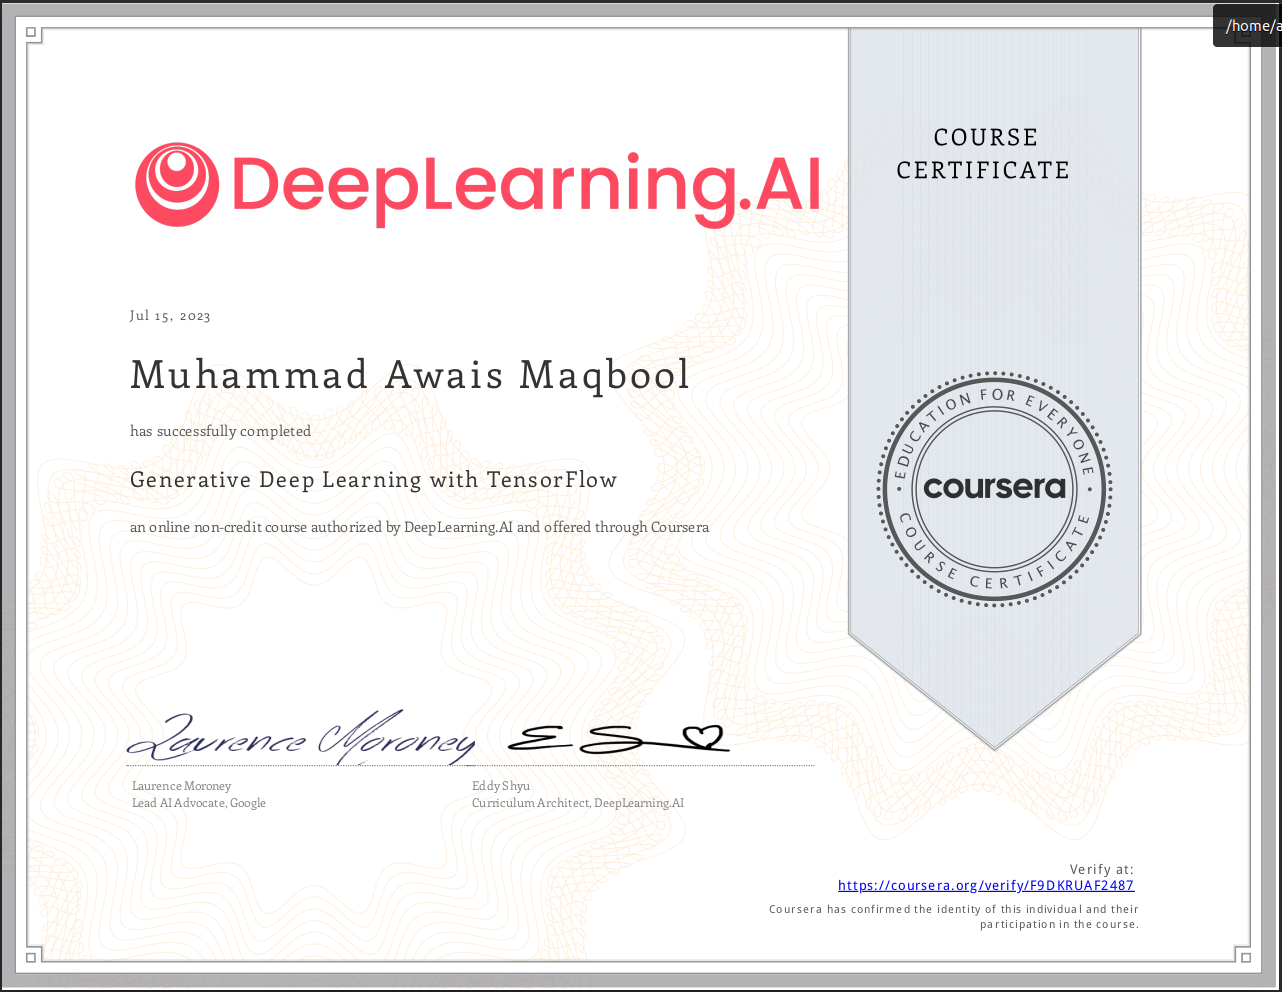 /home/a
DeepLearning.AI
COURSE
CERTIFICATE
Jul 15, 2023
Muhammad Awais Maqbool
has successfully completed
Generative Deep Learning with TensorFlow
an online non-credit course authorized by DeepLearning.AI and offered through Coursera
EDUCATION FOR EVERYONE
coursera
COURSE CERTIFICATE
Laurence Moroney
Laurence Moroney
Lead AI Advocate, Google
E S
Eddy Shyu
Curriculum Architect, DeepLearning.AI
Verify at:
https://coursera.org/verify/F9DKRUAF2487
Coursera has confirmed the identity of this individual and their
participation in the course.